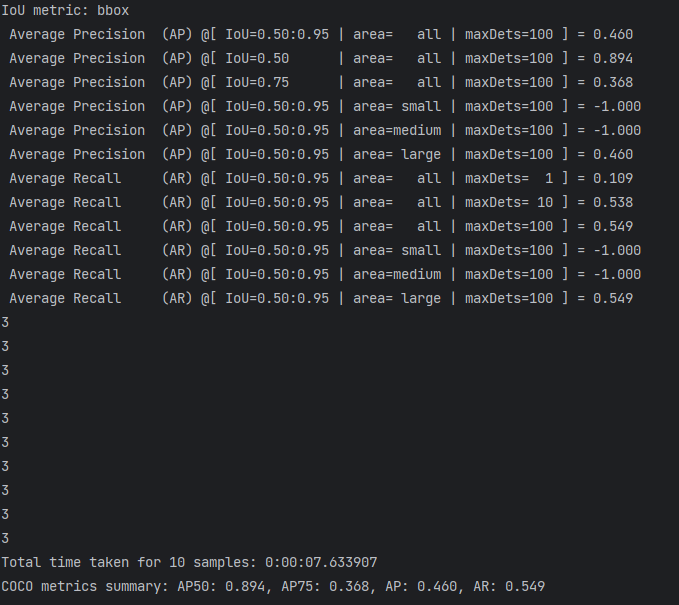 IoU metric: bbox
 Average Precision  (AP) @[ IoU=0.50:0.95 | area=   all | maxDets=100 ] = 0.460
 Average Precision  (AP) @[ IoU=0.50      | area=   all | maxDets=100 ] = 0.894
 Average Precision  (AP) @[ IoU=0.75      | area=   all | maxDets=100 ] = 0.368
 Average Precision  (AP) @[ IoU=0.50:0.95 | area= small | maxDets=100 ] = -1.000
 Average Precision  (AP) @[ IoU=0.50:0.95 | area=medium | maxDets=100 ] = -1.000
 Average Precision  (AP) @[ IoU=0.50:0.95 | area= large | maxDets=100 ] = 0.460
 Average Recall     (AR) @[ IoU=0.50:0.95 | area=   all | maxDets=  1 ] = 0.109
 Average Recall     (AR) @[ IoU=0.50:0.95 | area=   all | maxDets= 10 ] = 0.538
 Average Recall     (AR) @[ IoU=0.50:0.95 | area=   all | maxDets=100 ] = 0.549
 Average Recall     (AR) @[ IoU=0.50:0.95 | area= small | maxDets=100 ] = -1.000
 Average Recall     (AR) @[ IoU=0.50:0.95 | area=medium | maxDets=100 ] = -1.000
 Average Recall     (AR) @[ IoU=0.50:0.95 | area= large | maxDets=100 ] = 0.549
3
3
3
3
3
3
3
3
3
3
Total time taken for 10 samples: 0:00:07.633907
COCO metrics summary: AP50: 0.894, AP75: 0.368, AP: 0.460, AR: 0.549